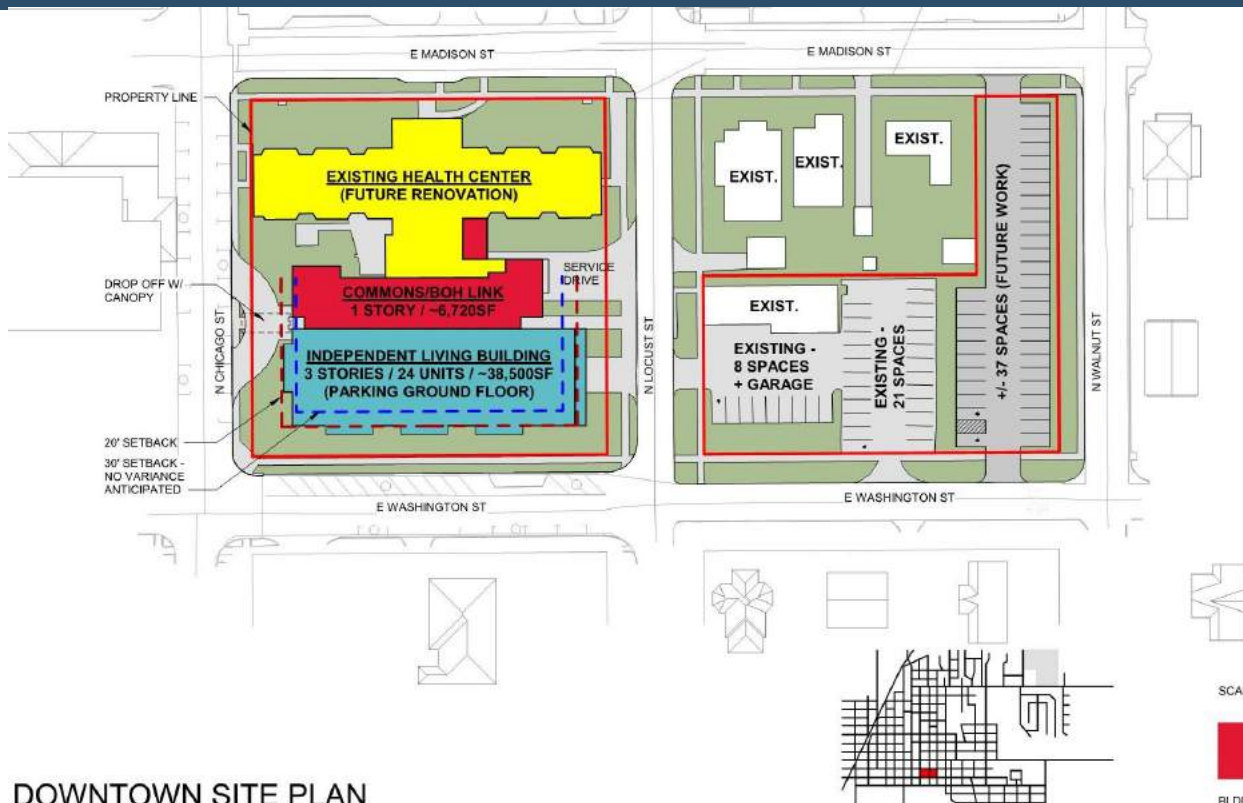 E MADISON ST
E MADISON ST
PROPERTY LINE
EXISTING HEALTH CENTER
(FUTURE RENOVATION)
DROP OFF W/
CANOPY
SERVICE
DRIVE
COMMONS/BOH LINK
1 STORY / ~6,720SF
INDEPENDENT LIVING BUILDING
3 STORIES / 24 UNITS / ~38,500SF
(PARKING GROUND FLOOR)
20' SETBACK
30' SETBACK -
NO VARIANCE
ANTICIPATED
N CHICAGO ST
N LOCUST ST
EXIST.
EXIST.
EXIST.
EXIST.
EXISTING -
8 SPACES
+ GARAGE
EXISTING -
21 SPACES
+/- 37 SPACES (FUTURE WORK)
N WALNUT ST
E WASHINGTON ST
E WASHINGTON ST
DOWNTOWN SITE PLAN
SCA
BLD